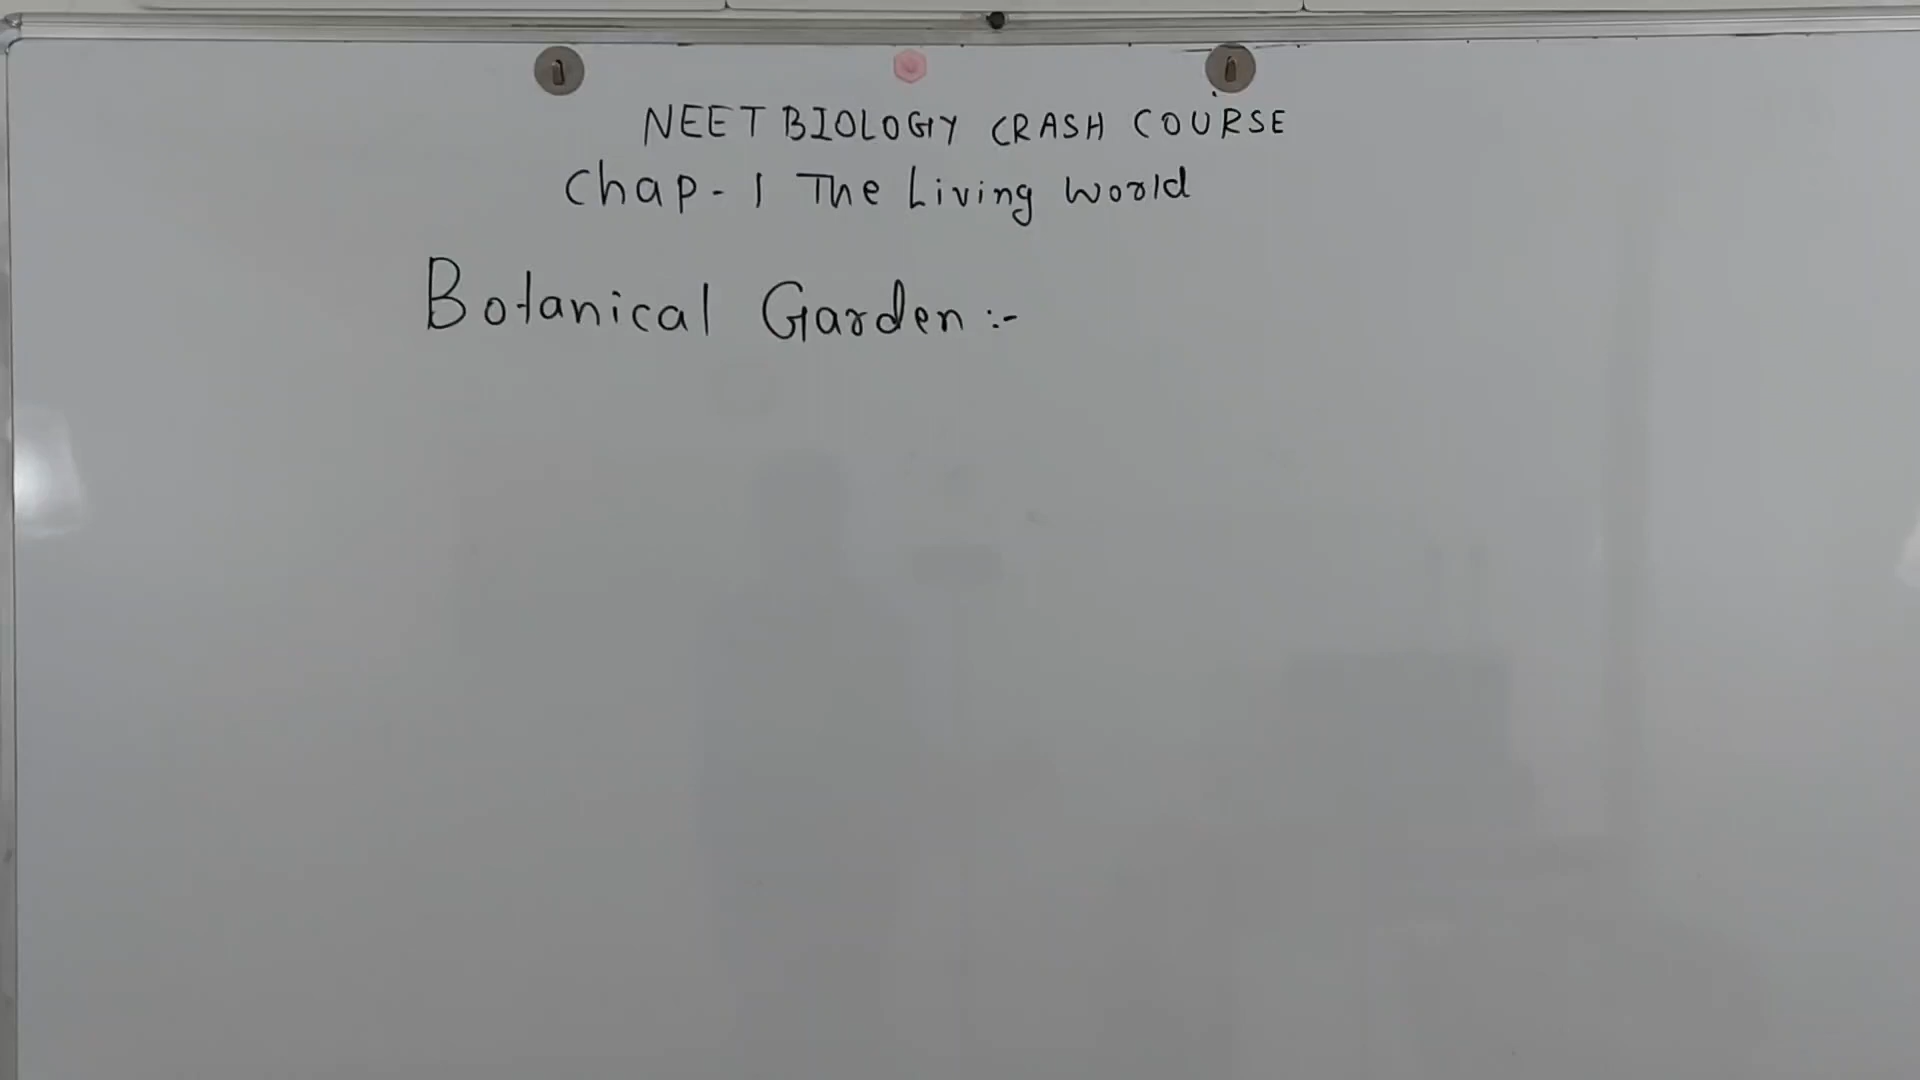 NEET BIOLOGY CRASH COURSE
Chap - 1 The Living World
Botanical Garden :-